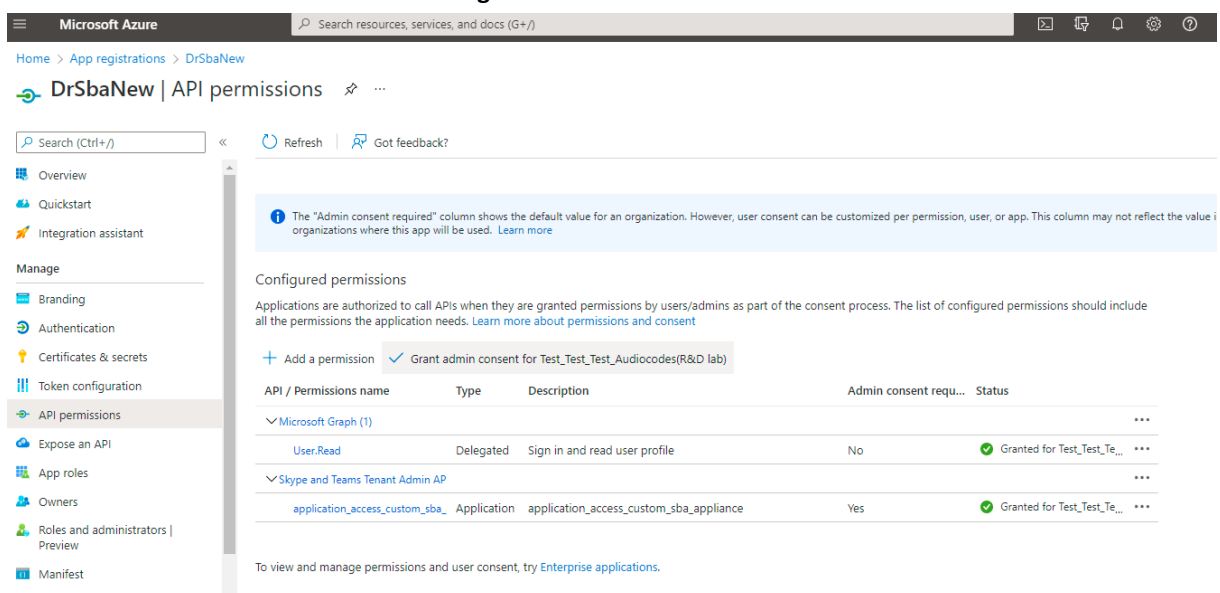 Microsoft Azure
Search resources, services, and docs (G+/)
Home > App registrations > DrSbaNew
DrSbaNew | API permissions
Search (Ctrl+/)
Refresh
Got feedback?
Overview
Quickstart
Integration assistant
The "Admin consent required" column shows the default value for an organization. However, user consent can be customized per permission, user, or app. This column may not reflect the value i
organizations where this app will be used. Learn more
Manage
Branding
Authentication
Certificates & secrets
Token configuration
API permissions
Expose an API
App roles
Owners
Roles and administrators |
Preview
Manifest
Configured permissions
Applications are authorized to call APIs when they are granted permissions by users/admins as part of the consent process. The list of configured permissions should include
all the permissions the application needs. Learn more about permissions and consent
Add a permission
Grant admin consent for Test_Test_Test_Audiocodes(R&D lab)
API / Permissions name Type Description Admin consent requ... Status
Microsoft Graph (1)
User.Read Delegated Sign in and read user profile No Granted for Test_Test_Te...
Skype and Teams Tenant Admin AP
application_access_custom_sba_ Application application_access_custom_sba_appliance Yes Granted for Test_Test_Te...
To view and manage permissions and user consent, try Enterprise applications.